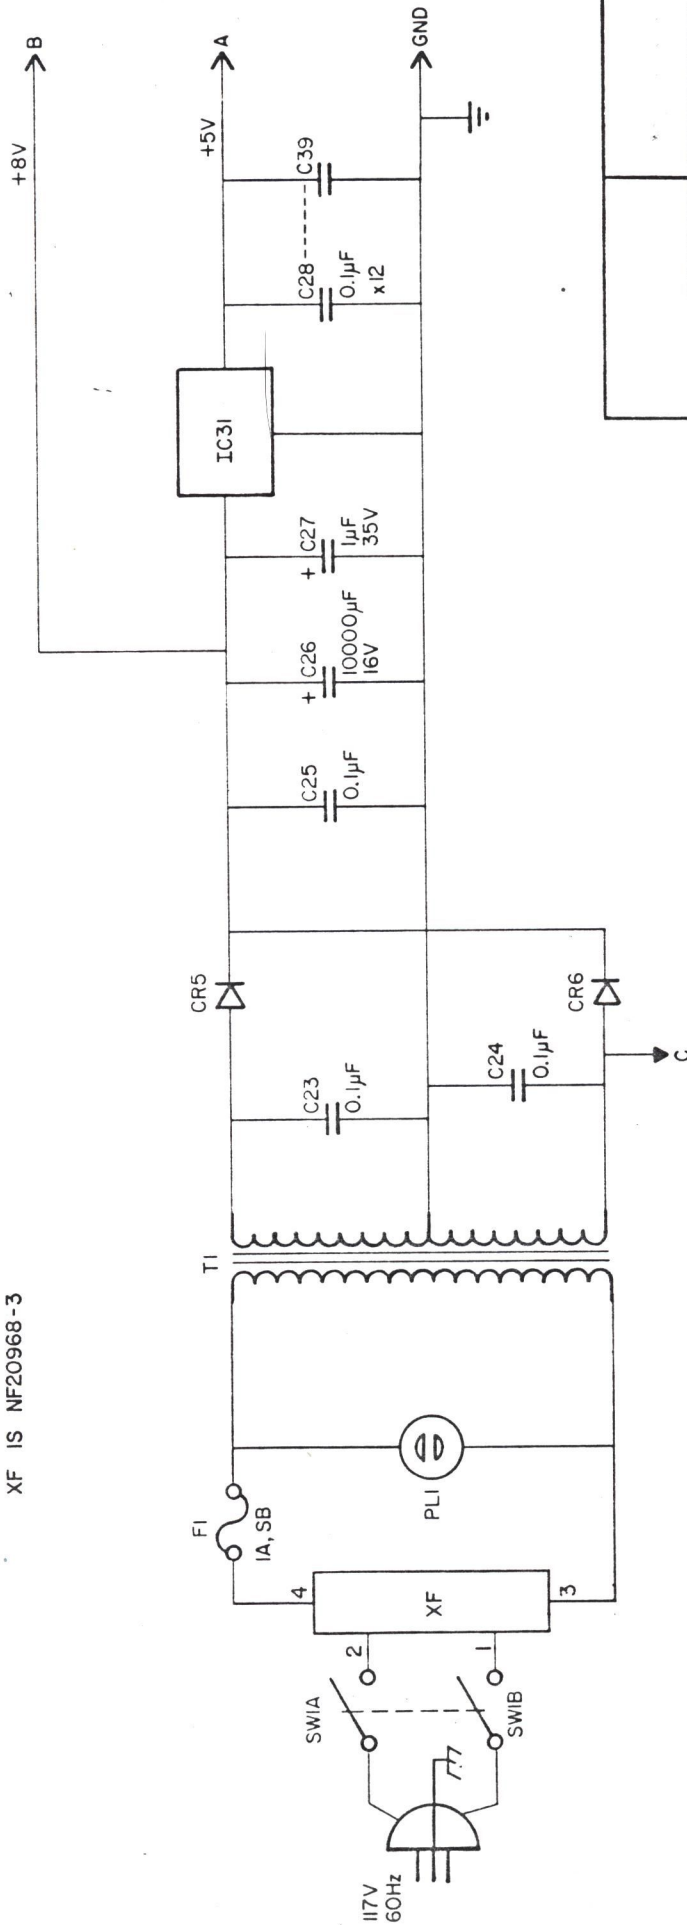 XF IS NF20968-3
117V
60Hz
SW1A
SW1B
2
1
XF
4
3
F1
1A, SB
PL1
T1
C23
0.1µF
C24
0.1µF
C
CR5
CR6
C25
0.1µF
+ C26
10000µF
16V
+ C27
1µF
35V
IC31
C28-----C39
0.1µF
x12
+8V
B
+5V
A
GND